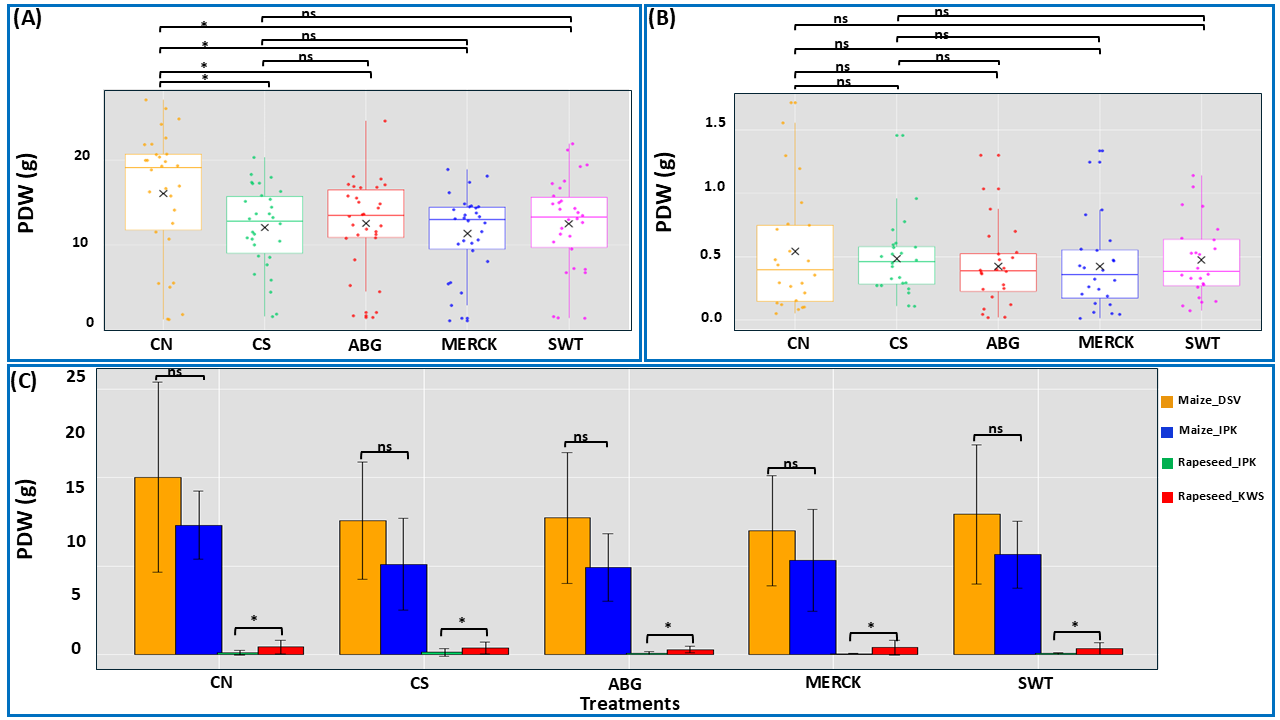 (A)
ns
*
ns
*
ns
*
*
PDW (g)
20
10
0
CN CS ABG MERCK SWT
(B)
ns
ns
ns
ns
ns
ns
ns
PDW (g)
1.5
1.0
0.5
0.0
CN CS ABG MERCK SWT
(C)
PDW (g)
25
20
15
10
5
0
ns
ns
ns
ns
ns
*
*
*
*
*
CN CS ABG MERCK SWT
Treatments
Maize_DSV
Maize_IPK
Rapeseed_IPK
Rapeseed_KWS